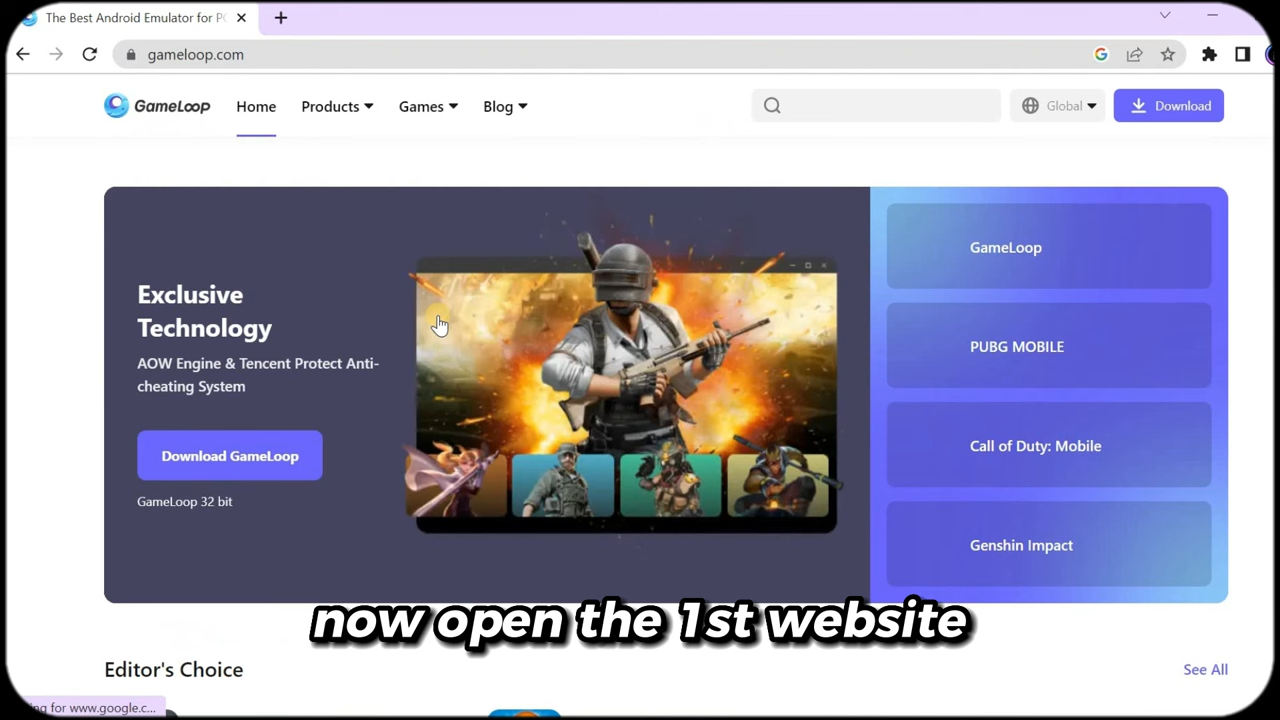 The Best Android Emulator for PC
gameloop.com
GameLoop
Home
Products
Games
Blog
Global
Download
Exclusive
Technology
AOW Engine & Tencent Protect Anti-
cheating System
Download GameLoop
GameLoop 32 bit
GameLoop
PUBG MOBILE
Call of Duty: Mobile
Genshin Impact
now open the 1st website
Editor's Choice
See All
for www.google.c...